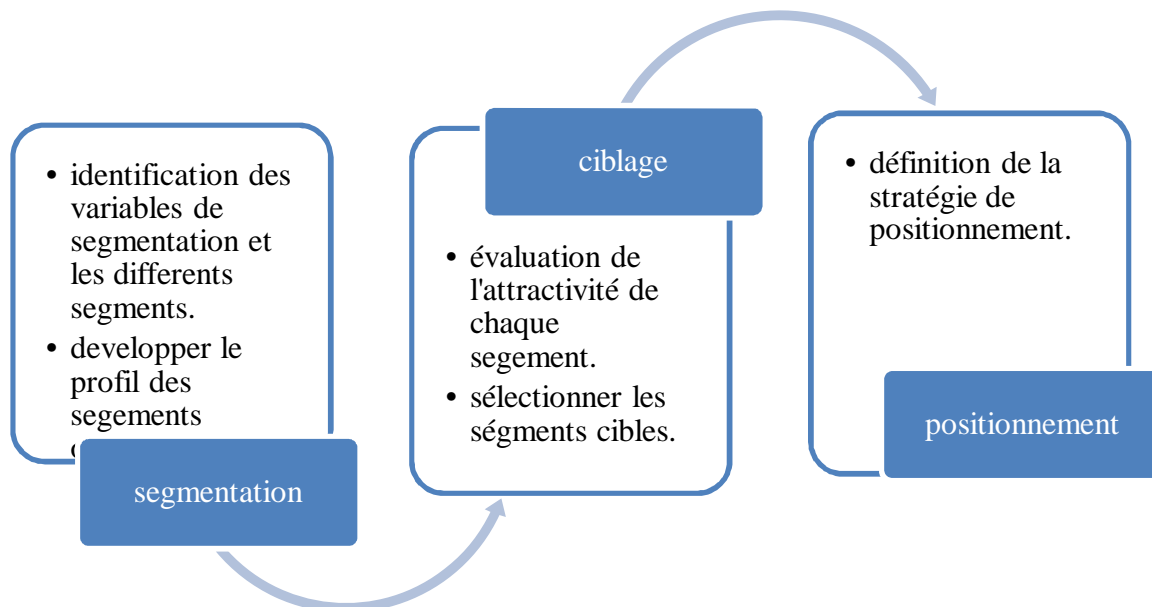 • identification des
variables de
segmentation et
les differents
segments.
• developper le
profil des
segements
segmentation
ciblage
• évaluation de
l'attractivité de
chaque
segement.
• sélectionner les
ségments cibles.
• définition de la
stratégie de
positionnement.
positionnement